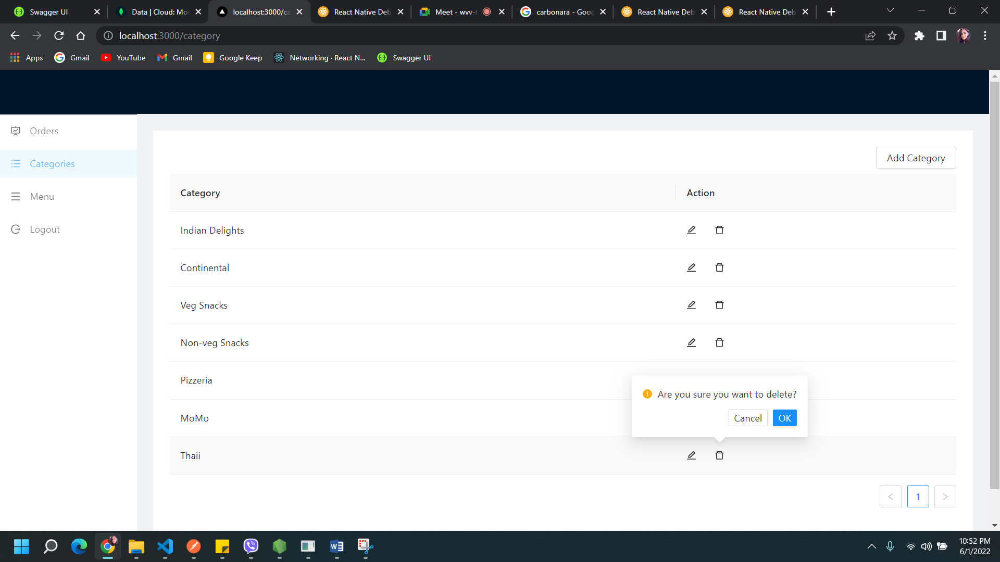 Swagger UI
Data | Cloud: Mo
localhost:3000/ca
React Native Deb
Meet - wvv-t
carbonara - Goog
React Native Deb
React Native Deb
localhost:3000/category
Apps
Gmail
YouTube
Gmail
Google Keep
Networking · React N...
Swagger UI
Orders
Categories
Menu
Logout
Add Category
Category
Action
Indian Delights
Continental
Veg Snacks
Non-veg Snacks
Pizzeria
Are you sure you want to delete?
MoMo
Cancel
OK
Thaii
< 1 >
10:52 PM
6/1/2022